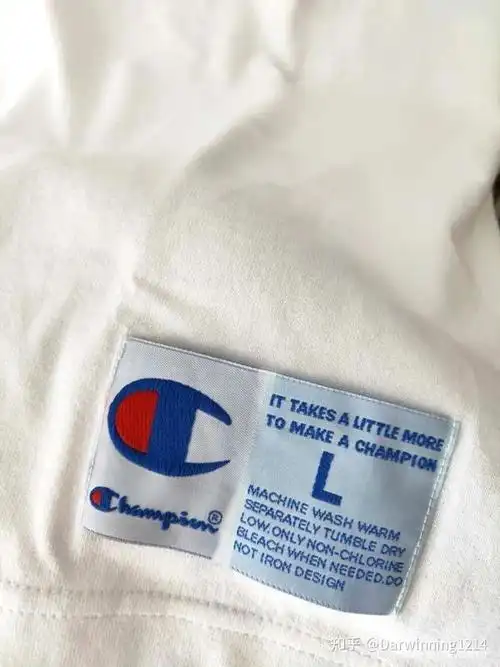 IT TAKES A LITTLE MORE
TO MAKE A CHAMPION
L
Champion®
MACHINE WASH WARM
SEPARATELY TUMBLE DRY
LOW.ONLY NON-CHLORINE
BLEACH WHEN NEEDED.DO
NOT IRON DESIGN
知乎 @Darwinning1214